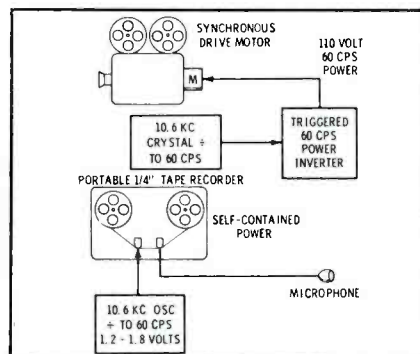 SYNCHRONOUS
DRIVE MOTOR
110 VOLT
60 CPS
POWER
M
10.6 KC
CRYSTAL ÷
TO 60 CPS
TRIGGERED
60 CPS
POWER
INVERTER
PORTABLE 1/4" TAPE RECORDER
SELF-CONTAINED
POWER
MICROPHONE
10.6 KC OSC
÷ TO 60 CPS
1.2 - 1.8 VOLTS